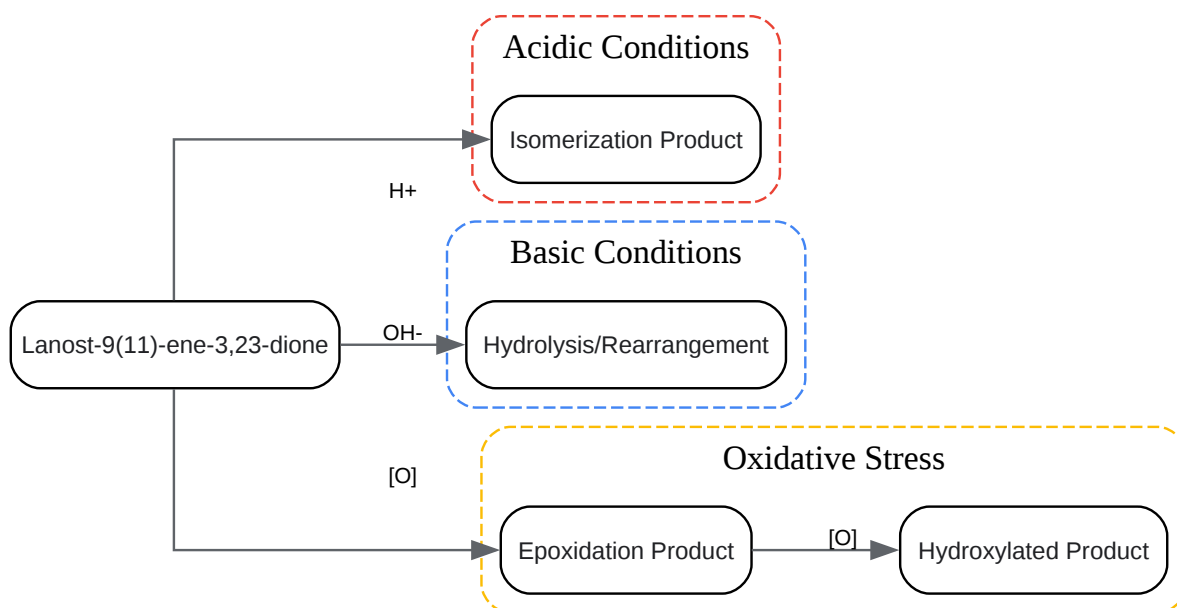 Acidic Conditions
Isomerization Product
H+
Basic Conditions
Lanost-9(11)-ene-3,23-dione
OH-
Hydrolysis/Rearrangement
Oxidative Stress
[O]
Epoxidation Product
[O]
Hydroxylated Product